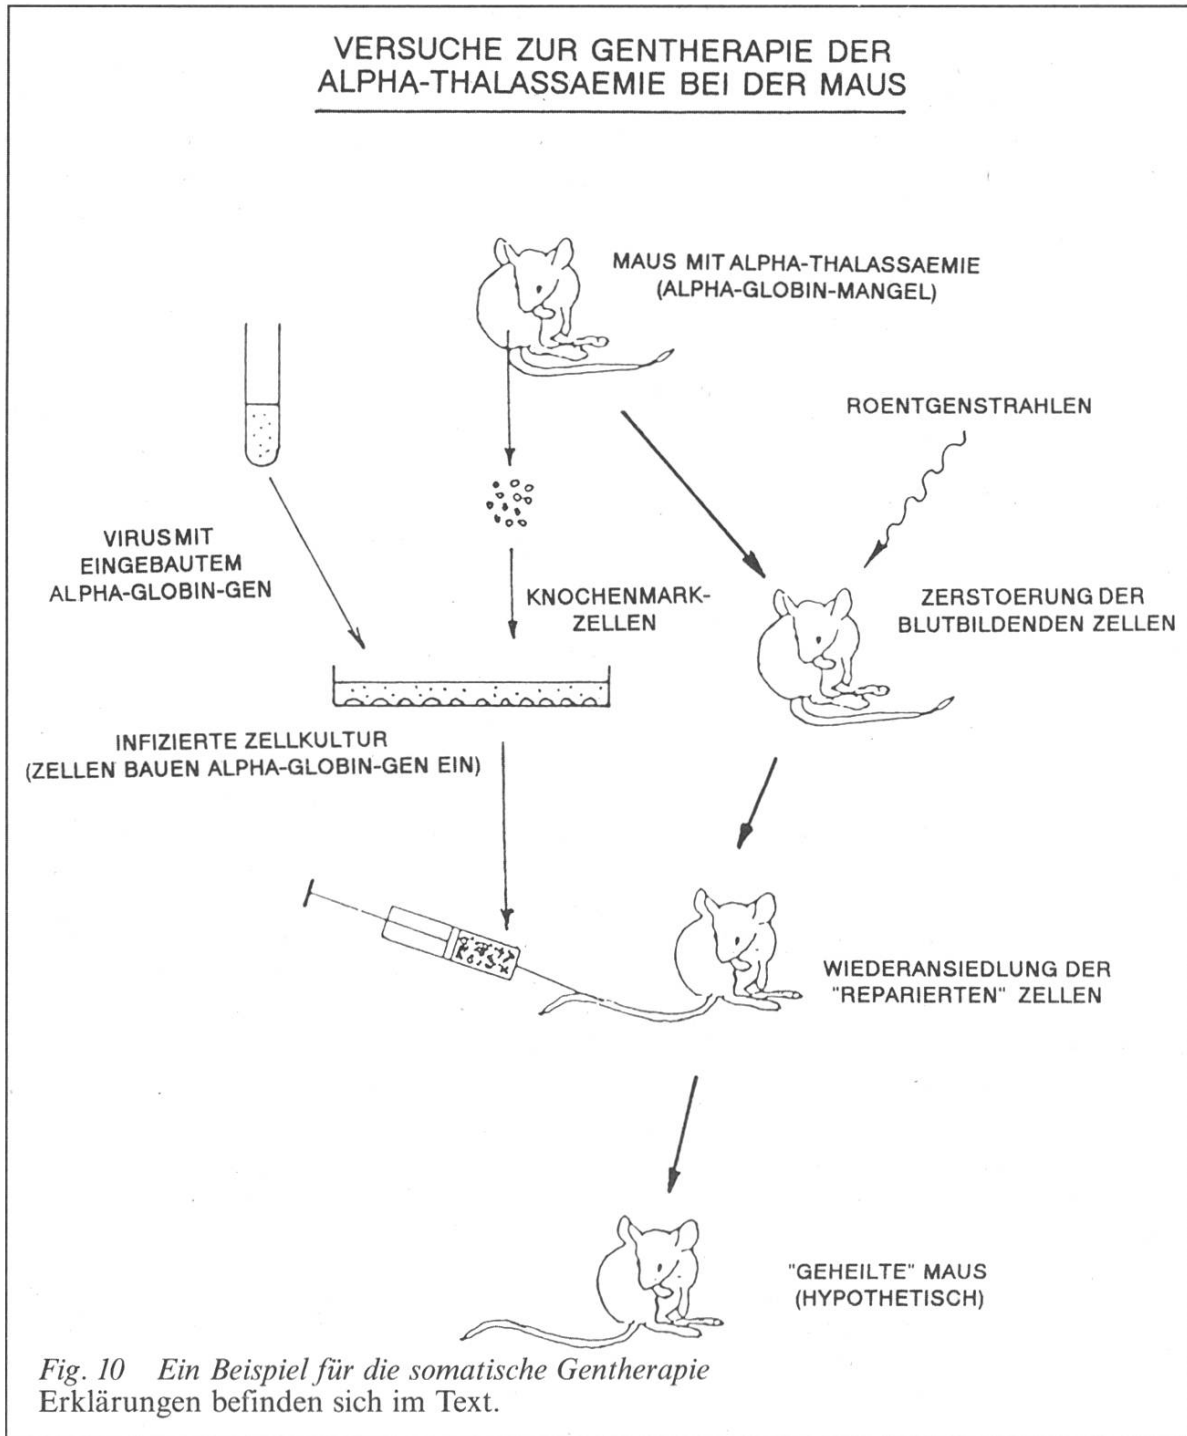 VERSUCHE ZUR GENTHERAPIE DER
ALPHA-THALASSAEMIE BEI DER MAUS
MAUS MIT ALPHA-THALASSAEMIE
(ALPHA-GLOBIN-MANGEL)
ROENTGENSTRAHLEN
VIRUS MIT
EINGEBAUTEM
ALPHA-GLOBIN-GEN
KNOCHENMARK-
ZELLEN
ZERSTOERUNG DER
BLUTBILDENDEN ZELLEN
INFIZIERTE ZELLKULTUR
(ZELLEN BAUEN ALPHA-GLOBIN-GEN EIN)
WIEDERANSIEDLUNG DER
"REPARIERTEN" ZELLEN
"GEHEILTE" MAUS
(HYPOTHETISCH)
Fig. 10 Ein Beispiel für die somatische Gentherapie
Erklärungen befinden sich im Text.